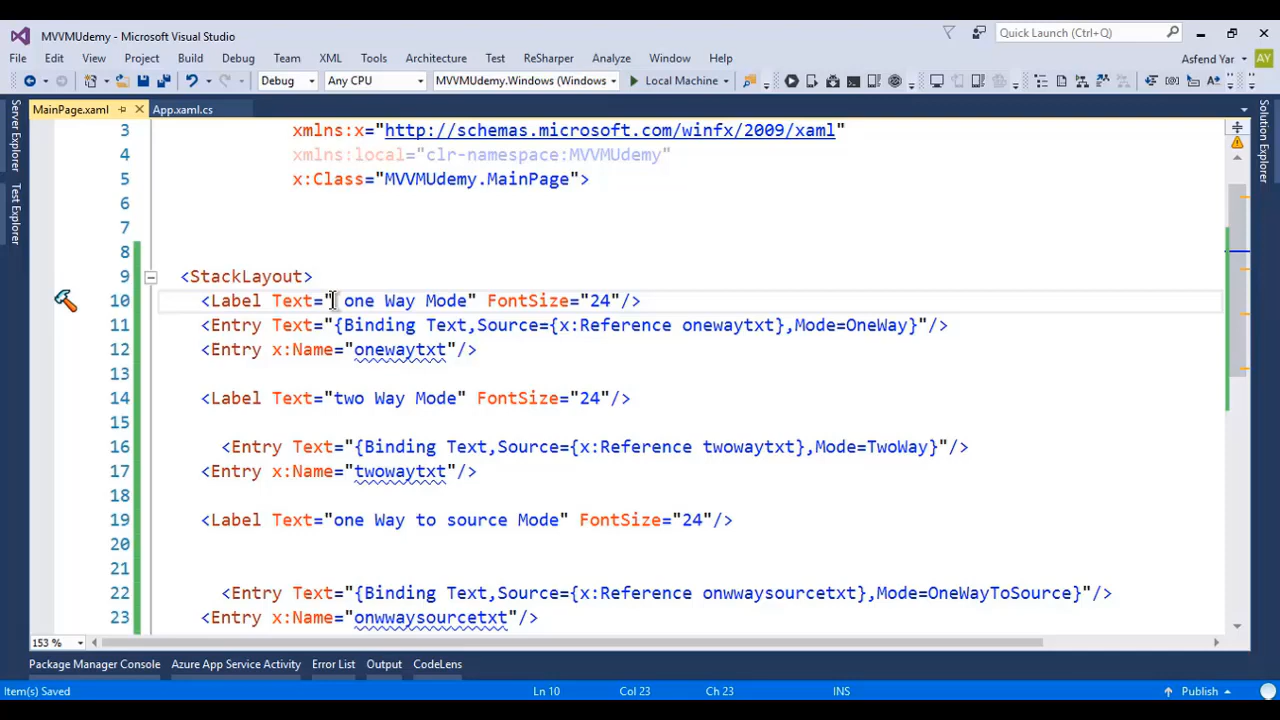 MVVMUdemy - Microsoft Visual Studio
Quick Launch (Ctrl+Q)
File Edit View Project Build Debug Team XML Tools Architecture Test ReSharper Analyze Window Help
Asfend Yar AY
Debug Any CPU MVVMUdemy.Windows (Windows Local Machine
MainPage.xaml App.xaml.cs
Server Explorer
Test Explorer
Solution Explorer
3 xmlns:x="http://schemas.microsoft.com/winfx/2009/xaml"
4 xmlns:local="clr-namespace:MVVMUdemy"
5 x:Class="MVVMUdemy.MainPage">
6
7
8
9 <StackLayout>
10 <Label Text=" one Way Mode" FontSize="24"/>
11 <Entry Text="{Binding Text,Source={x:Reference onewaytxt},Mode=OneWay}"/>
12 <Entry x:Name="onewaytxt"/>
13
14 <Label Text="two Way Mode" FontSize="24"/>
15
16 <Entry Text="{Binding Text,Source={x:Reference twowaytxt},Mode=TwoWay}"/>
17 <Entry x:Name="twowaytxt"/>
18
19 <Label Text="one Way to source Mode" FontSize="24"/>
20
21
22 <Entry Text="{Binding Text,Source={x:Reference onwwaysourcetxt},Mode=OneWayToSource}"/>
23 <Entry x:Name="onwwaysourcetxt"/>
153 %
Package Manager Console Azure App Service Activity Error List Output CodeLens
Item(s) Saved Ln 10 Col 23 Ch 23 INS Publish